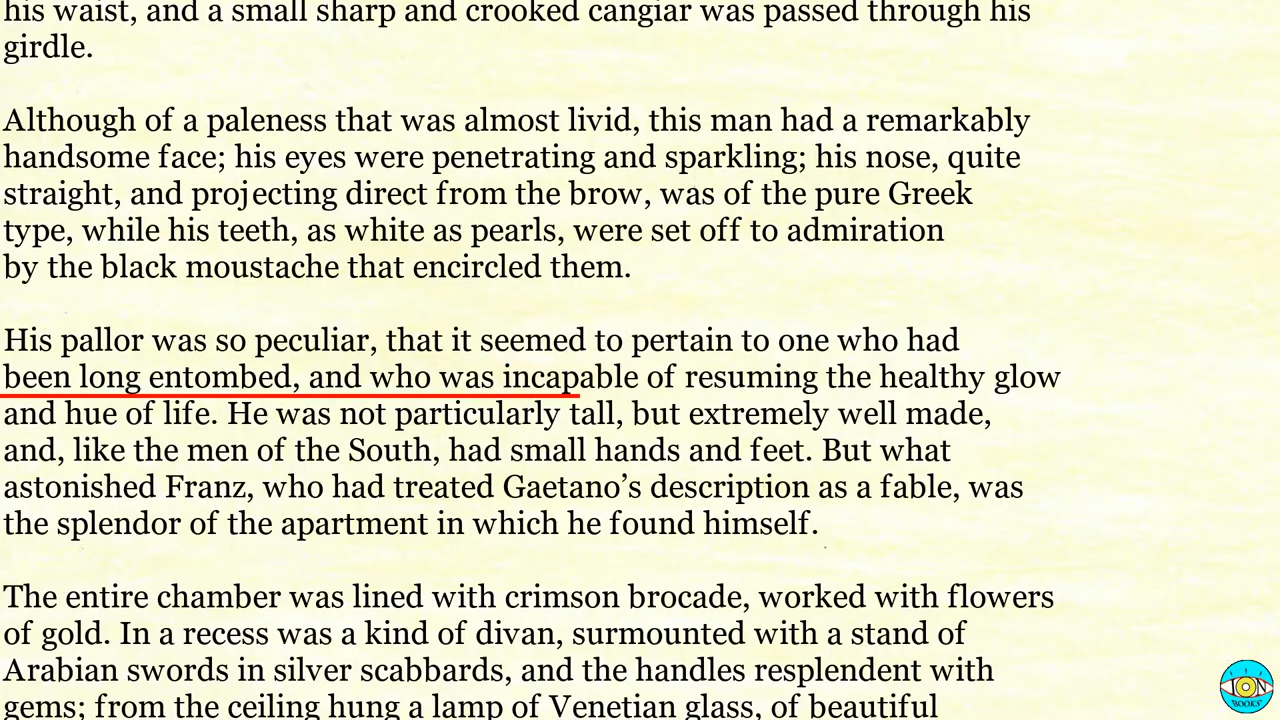 his waist, and a small sharp and crooked cangiar was passed through his
girdle.
Although of a paleness that was almost livid, this man had a remarkably
handsome face; his eyes were penetrating and sparkling; his nose, quite
straight, and projecting direct from the brow, was of the pure Greek
type, while his teeth, as white as pearls, were set off to admiration
by the black moustache that encircled them.
His pallor was so peculiar, that it seemed to pertain to one who had
been long entombed, and who was incapable of resuming the healthy glow
and hue of life. He was not particularly tall, but extremely well made,
and, like the men of the South, had small hands and feet. But what
astonished Franz, who had treated Gaetano’s description as a fable, was
the splendor of the apartment in which he found himself.
The entire chamber was lined with crimson brocade, worked with flowers
of gold. In a recess was a kind of divan, surmounted with a stand of
Arabian swords in silver scabbards, and the handles resplendent with
gems; from the ceiling hung a lamp of Venetian glass, of beautiful
ION
BOOKS